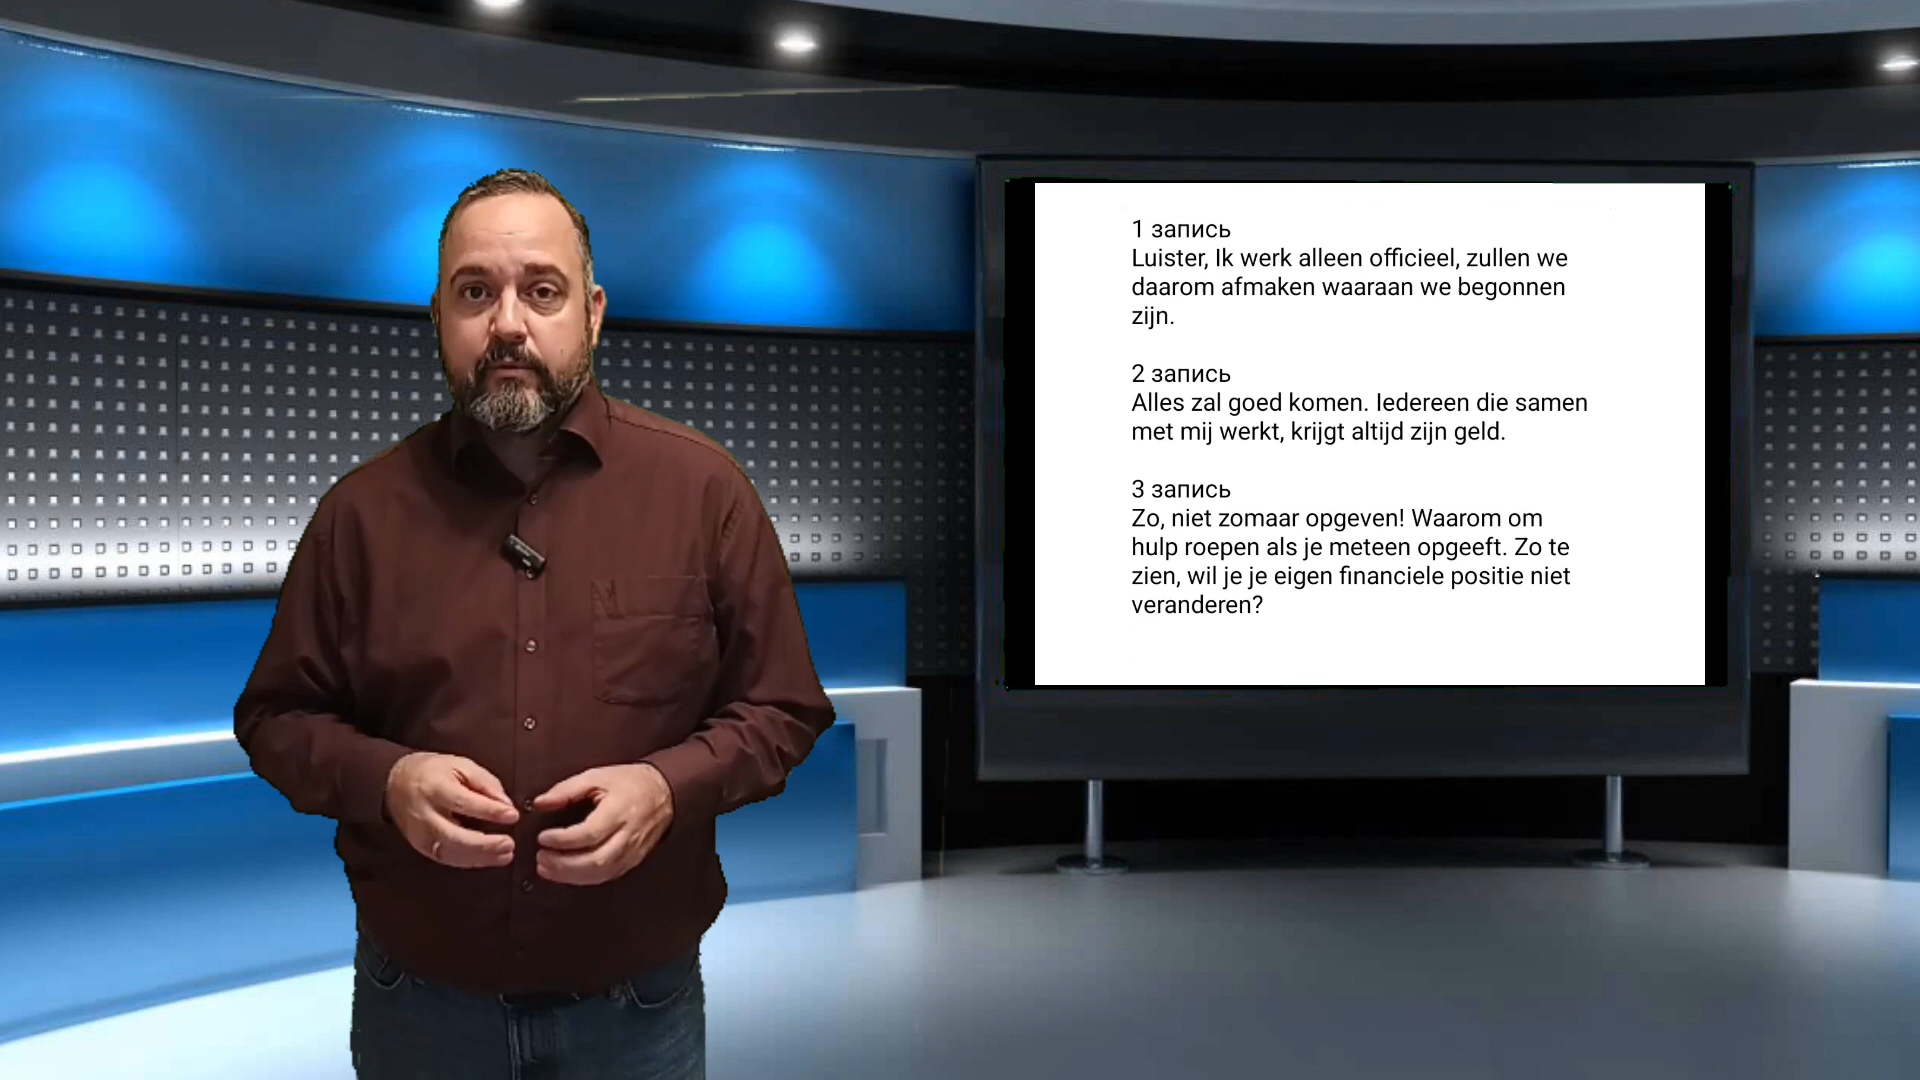 1 запись
Luister, Ik werk alleen officieel, zullen we
daarom afmaken waaraan we begonnen
zijn.
2 запись
Alles zal goed komen. Iedereen die samen
met mij werkt, krijgt altijd zijn geld.
3 запись
Zo, niet zomaar opgeven! Waarom om
hulp roepen als je meteen opgeeft. Zo te
zien, wil je je eigen financiele positie niet
veranderen?